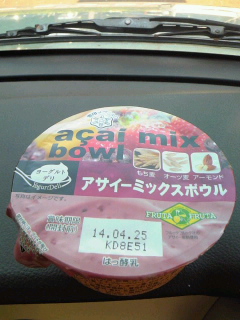 açaí mix
bowl
もち麦 オーツ麦 アーモンド
ヨーグルト
デリ
YogurtDeli
アサイーミックスボウル
FRUTA FRUTA
14.04.25
KD8E51
はっ酵乳